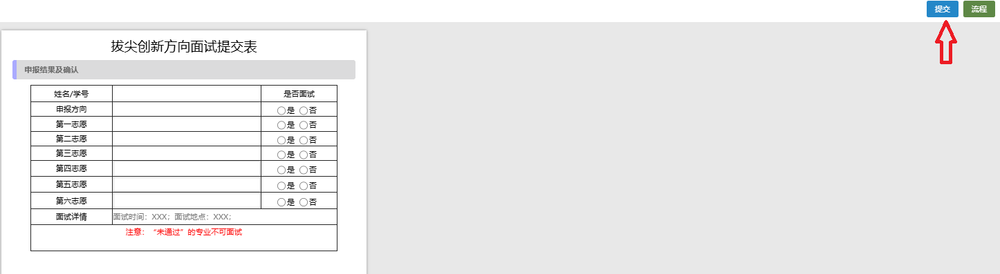 提交 流程
拔尖创新方向面试提交表
申报结果及确认
姓名/学号 是否面试
申报方向 是 否
第一志愿 是 否
第二志愿 是 否
第三志愿 是 否
第四志愿 是 否
第五志愿 是 否
第六志愿 是 否
面试详情 面试时间：XXX；面试地点：XXX；
注意：“未通过”的专业不可面试